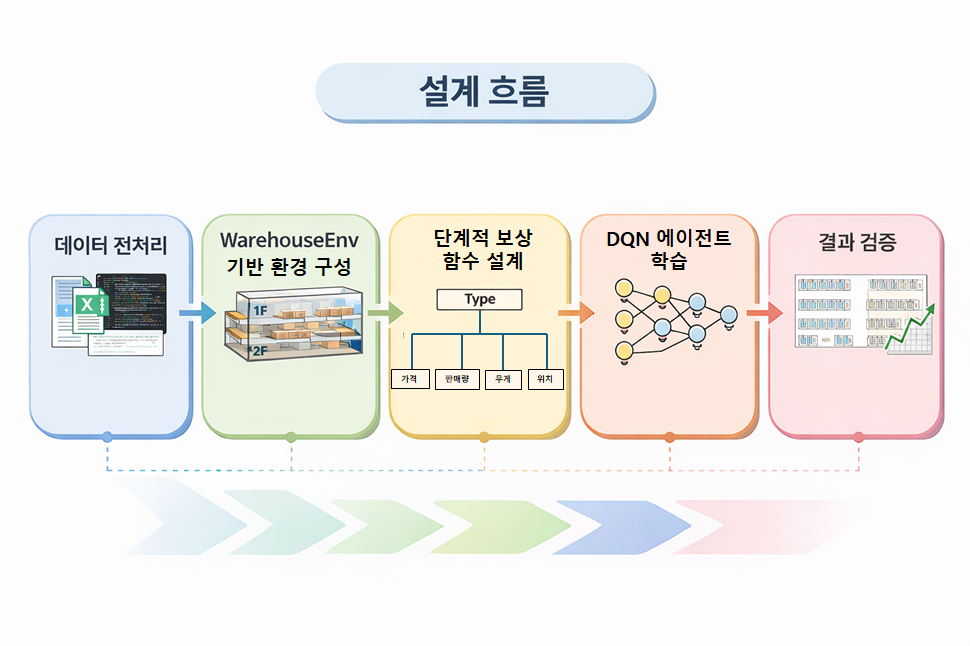 설계 흐름
데이터 전처리
X
WarehouseEnv
기반 환경 구성
1F
2F
단계적 보상
함수 설계
Type
가격
판매량
무게
위치
DQN 에이전트
학습
결과 검증